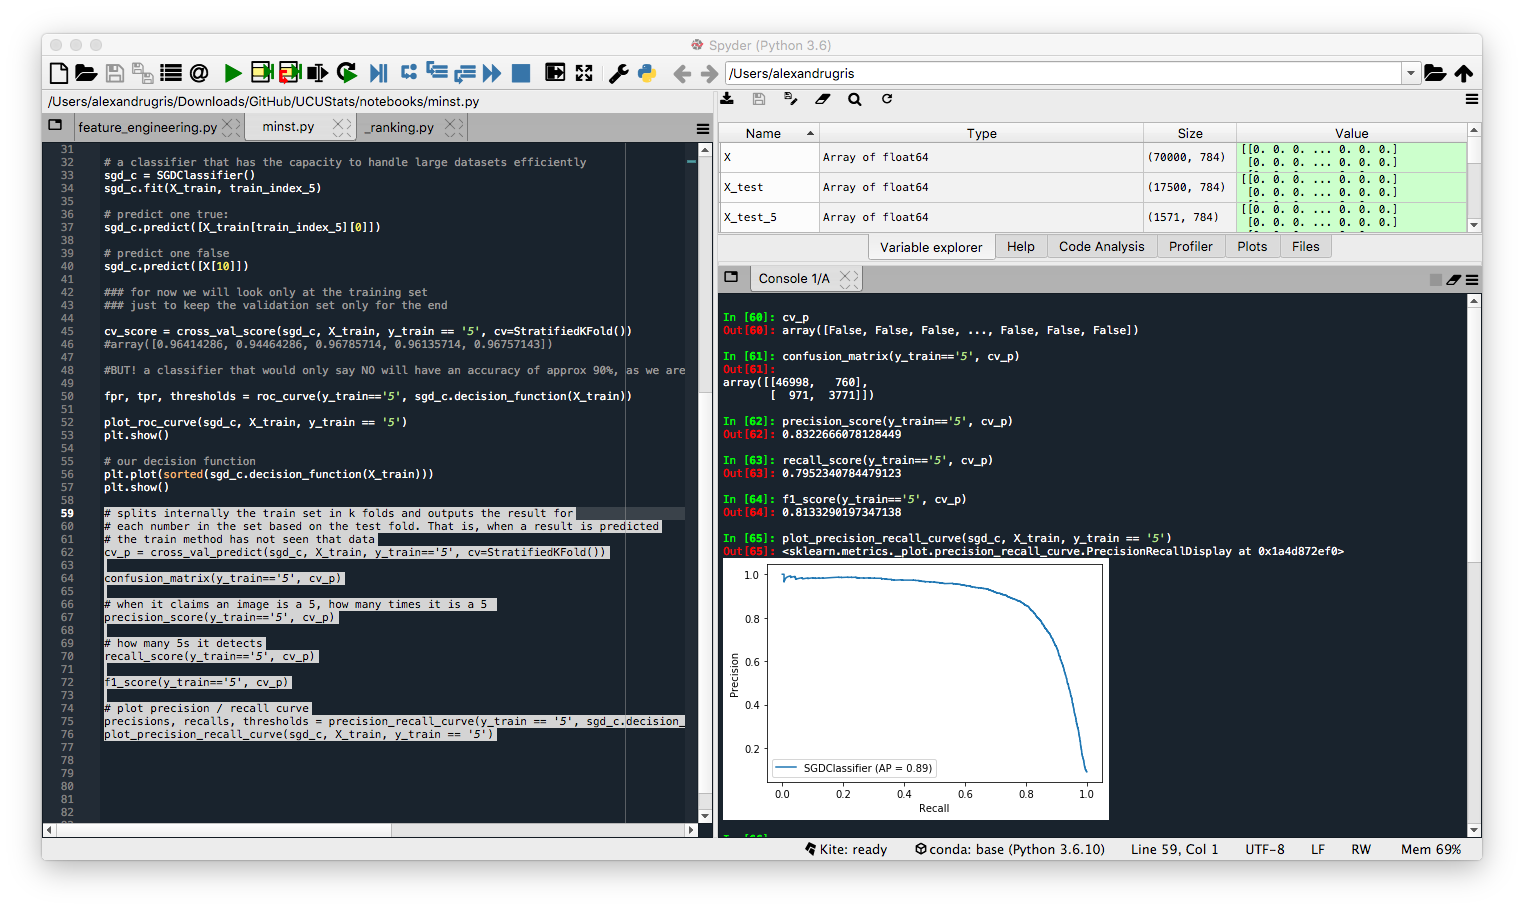 Spyder (Python 3.6)
/Users/alexandrugris
/Users/alexandrugris/Downloads/GitHub/UCUStats/notebooks/minst.py
feature_engineering.py
minst.py
_ranking.py
31
32 # a classifier that has the capacity to handle large datasets efficiently
33 sgd_c = SGDClassifier()
34 sgd_c.fit(X_train, train_index_5)
35
36 # predict one true:
37 sgd_c.predict([X_train[train_index_5][0]])
38
39 # predict one false
40 sgd_c.predict([X[10]])
41
42 ### for now we will look only at the training set
43 ### just to keep the validation set only for the end
44
45 cv_score = cross_val_score(sgd_c, X_train, y_train == '5', cv=StratifiedKFold())
46 #array([0.96414286, 0.94464286, 0.96785714, 0.96135714, 0.96757143])
47
48 #BUT! a classifier that would only say NO will have an accuracy of approx 90%, as we are
49
50 fpr, tpr, thresholds = roc_curve(y_train=='5', sgd_c.decision_function(X_train))
51
52 plot_roc_curve(sgd_c, X_train, y_train == '5')
53 plt.show()
54
55 # our decision function
56 plt.plot(sorted(sgd_c.decision_function(X_train)))
57 plt.show()
58
59 # splits internally the train set in k folds and outputs the result for
60 # each number in the set based on the test fold. That is, when a result is predicted
61 # the train method has not seen that data
62 cv_p = cross_val_predict(sgd_c, X_train, y_train=='5', cv=StratifiedKFold())
63
64 confusion_matrix(y_train=='5', cv_p)
65
66 # when it claims an image is a 5, how many times it is a 5
67 precision_score(y_train=='5', cv_p)
68
69 # how many 5s it detects
70 recall_score(y_train=='5', cv_p)
71
72 f1_score(y_train=='5', cv_p)
73
74 # plot precision / recall curve
75 precisions, recalls, thresholds = precision_recall_curve(y_train == '5', sgd_c.decision_
76 plot_precision_recall_curve(sgd_c, X_train, y_train == '5')
77
78
79
80
81
82
Name Type Size Value
X Array of float64 (70000, 784) [[0. 0. 0. ... 0. 0. 0.]
[0. 0. 0. ... 0. 0. 0.]
X_test Array of float64 (17500, 784) [[0. 0. 0. ... 0. 0. 0.]
[0. 0. 0. ... 0. 0. 0.]
X_test_5 Array of float64 (1571, 784) [[0. 0. 0. ... 0. 0. 0.]
[0. 0. 0. ... 0. 0. 0.]
Variable explorer Help Code Analysis Profiler Plots Files
Console 1/A
In [60]: cv_p
Out[60]: array([False, False, False, ..., False, False, False])
In [61]: confusion_matrix(y_train=='5', cv_p)
Out[61]:
array([[46998, 760],
[ 971, 3771]])
In [62]: precision_score(y_train=='5', cv_p)
Out[62]: 0.8322666078128449
In [63]: recall_score(y_train=='5', cv_p)
Out[63]: 0.7952340784479123
In [64]: f1_score(y_train=='5', cv_p)
Out[64]: 0.8133290197347138
In [65]: plot_precision_recall_curve(sgd_c, X_train, y_train == '5')
Out[65]: <sklearn.metrics._plot.precision_recall_curve.PrecisionRecallDisplay at 0x1a4d872ef0>
1.0
0.8
0.6
0.4
0.2
Precision
SGDClassifier (AP = 0.89)
0.0 0.2 0.4 0.6 0.8 1.0
Recall
Kite: ready conda: base (Python 3.6.10) Line 59, Col 1 UTF-8 LF RW Mem 69%